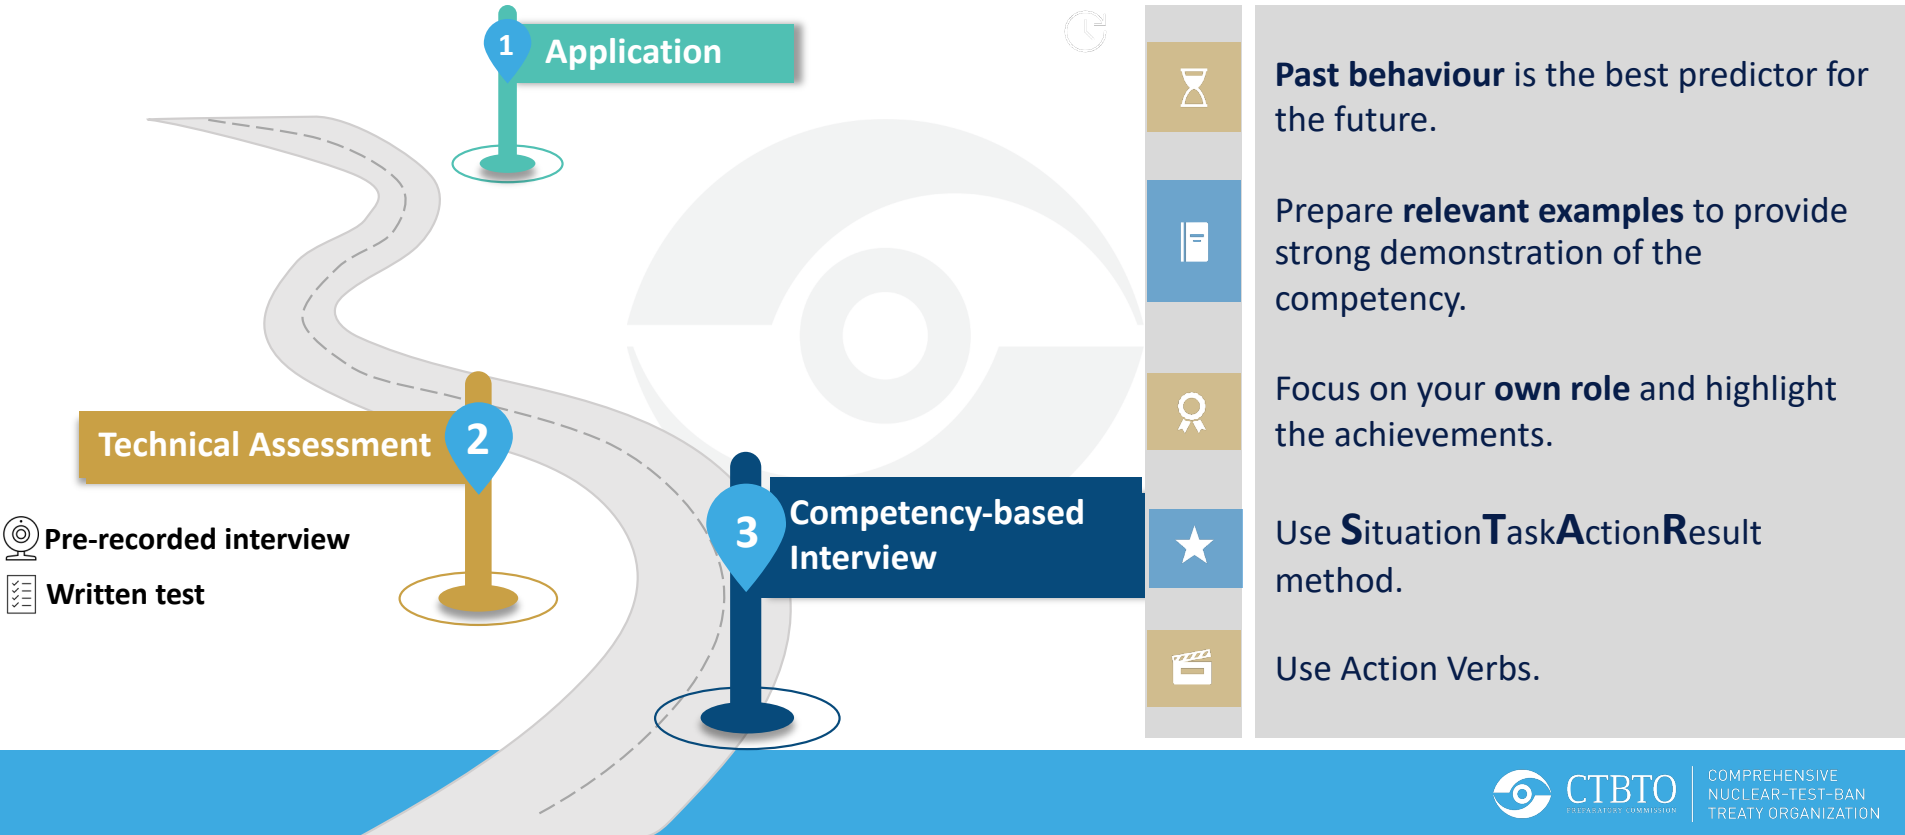 1
Application
2
Technical Assessment
Pre-recorded interview
Written test
3
Competency-based
Interview
Past behaviour is the best predictor for
the future.
Prepare relevant examples to provide
strong demonstration of the
competency.
Focus on your own role and highlight
the achievements.
Use SituationTaskActionResult
method.
Use Action Verbs.
CTBTO
PREPARATORY COMMISSION
COMPREHENSIVE
NUCLEAR-TEST-BAN
TREATY ORGANIZATION